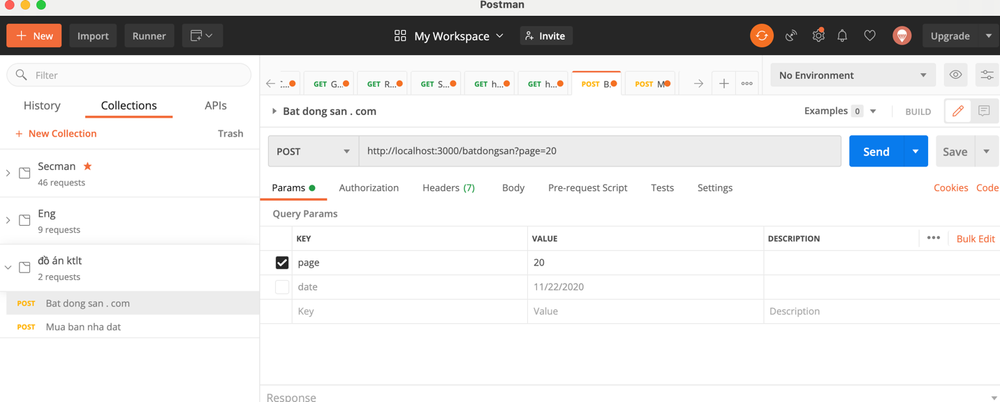 Postman
New Import Runner My Workspace Invite Upgrade
Filter
History Collections APIs
+ New Collection Trash
Secman
46 requests
Eng
9 requests
đồ án ktlt
2 requests
POST Bat dong san . com
POST Mua ban nha dat
...C... GET G... GET R... GET S... GET h... GET h... POST B. POST M
No Environment
Bat dong san . com Examples 0 BUILD
POST http://localhost:3000/batdongsan?page=20 Send Save
Params Authorization Headers (7) Body Pre-request Script Tests Settings Cookies Code
Query Params
KEY VALUE DESCRIPTION ••• Bulk Edit
page 20
date 11/22/2020
Key Value Description
Response